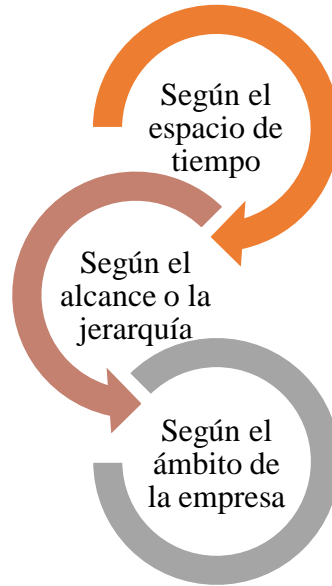 Según el
espacio de
tiempo
Según el
alcance o la
jerarquía
Según el
ámbito de
la empresa